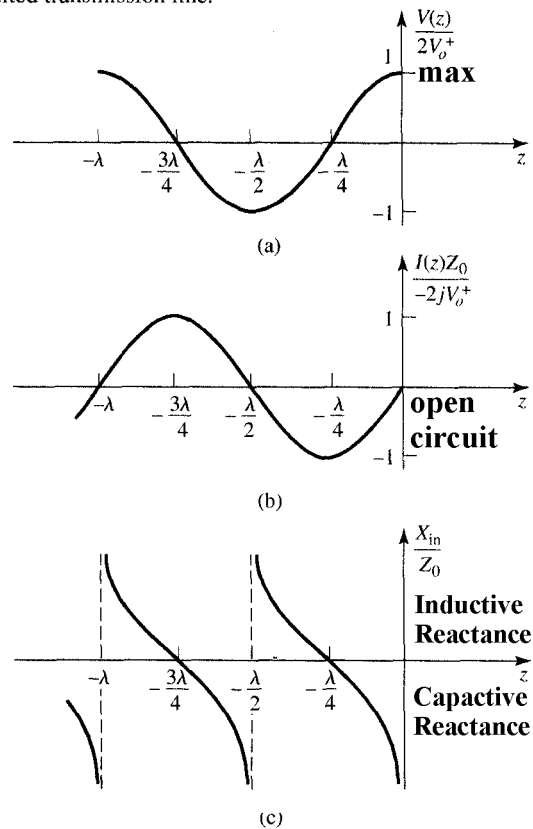 transmission line.
V(z)
2V_o^+
1
max
−λ
−3λ/4
−λ/2
−λ/4
z
−1
(a)
I(z)Z_0
−2jV_o^+
1
−λ
−3λ/4
−λ/2
−λ/4
open
circuit
z
−1
(b)
X_in
Z_0
Inductive
Reactance
−λ
−3λ/4
−λ/2
−λ/4
z
Capactive
Reactance
(c)